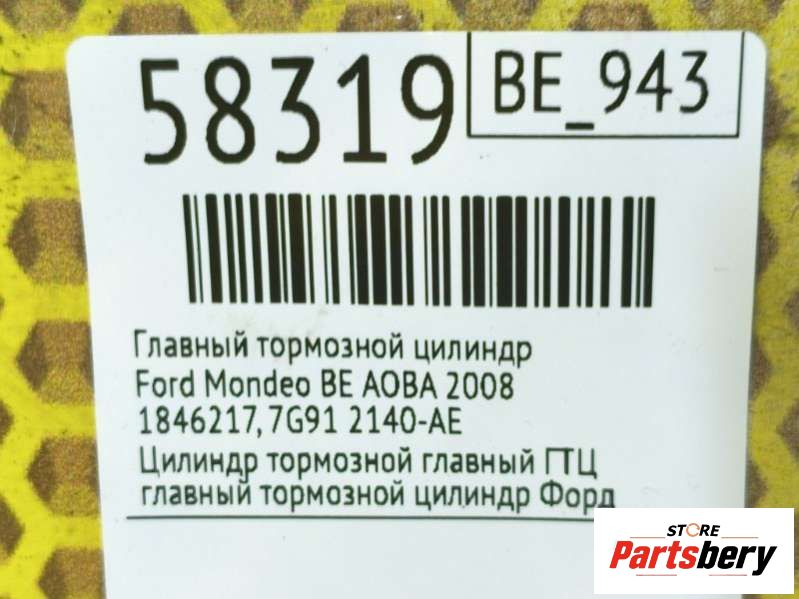 58319
BE_943
Главный тормозной цилиндр
Ford Mondeo BE AOBA 2008
1846217, 7G91 2140-AE
Цилиндр тормозной главный ГТЦ
главный тормозной цилиндр Форд
STORE
Partsbery